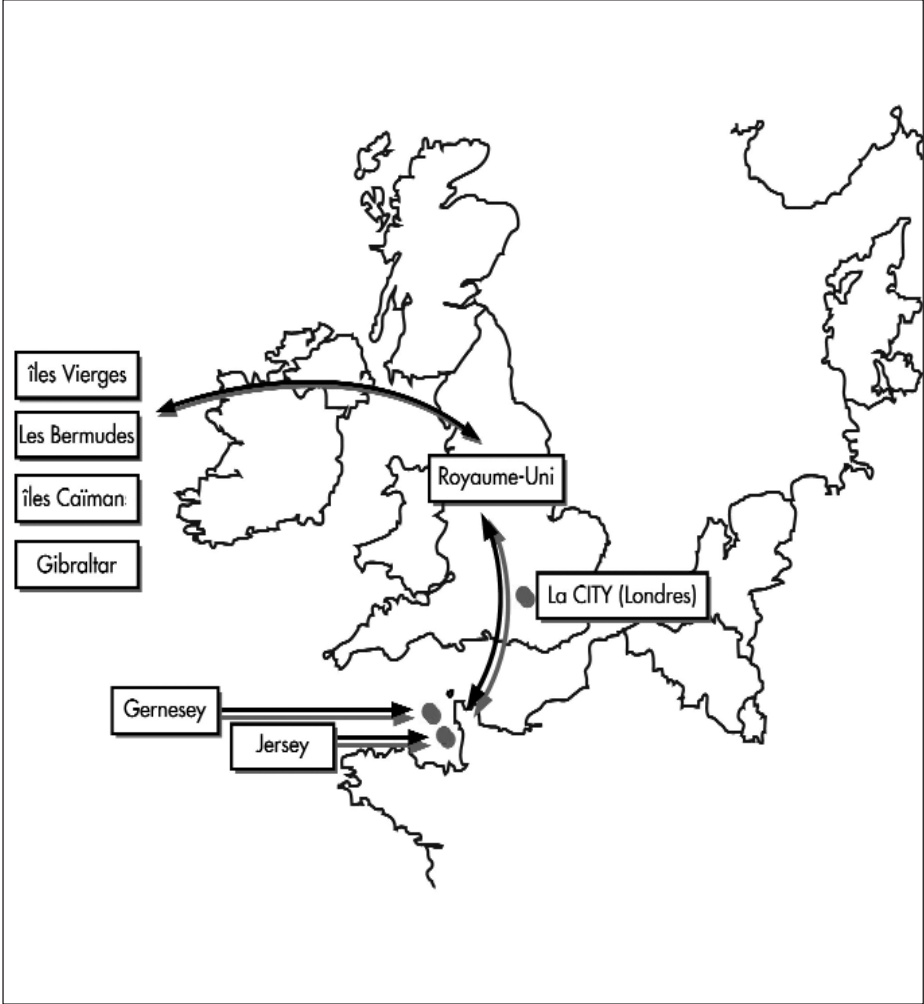 îles Vierges
Les Bermudes
îles Caïman
Gibraltar
Royaume-Uni
La CITY (Londres)
Gernesey
Jersey